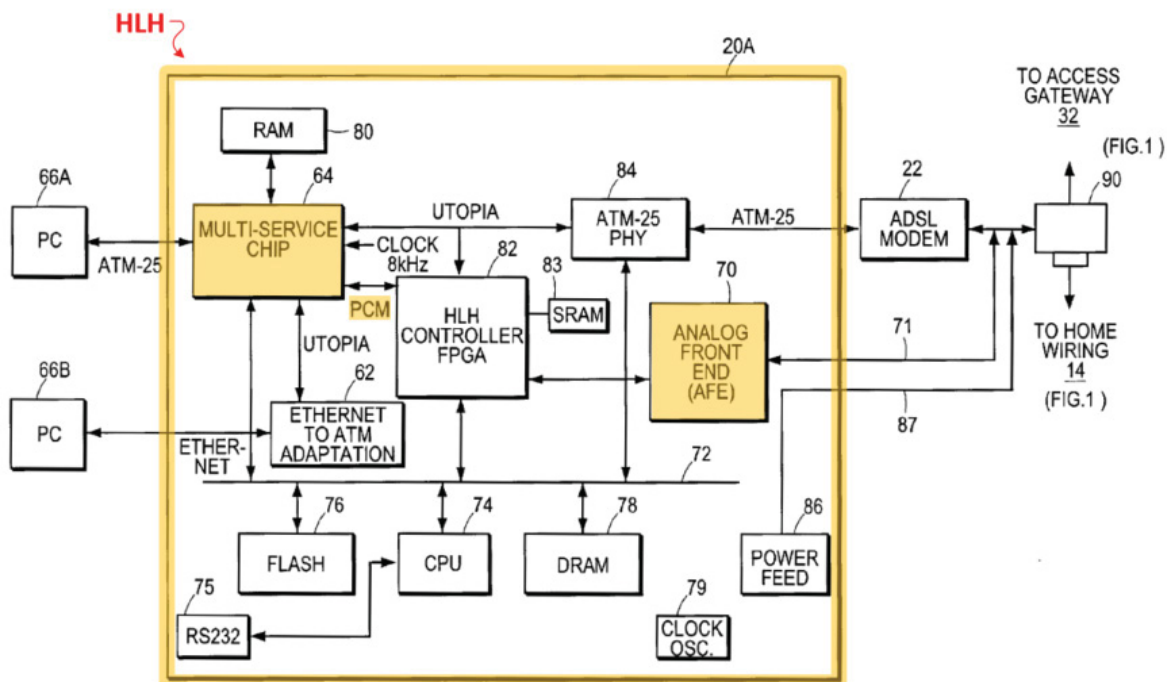 HLH
20A
TO ACCESS
GATEWAY
32
(FIG.1)
RAM
80
66A
64
84
22
90
PC
MULTI-SERVICE
CHIP
UTOPIA
ATM-25
PHY
ATM-25
ADSL
MODEM
ATM-25
CLOCK
8kHz
82
83
70
PCM
HLH
CONTROLLER
FPGA
SRAM
ANALOG
FRONT
END
(AFE)
TO HOME
WIRING
14
(FIG.1)
71
87
UTOPIA
66B
62
PC
ETHERNET
TO ATM
ADAPTATION
ETHER-
NET
72
76
74
78
86
FLASH
CPU
DRAM
POWER
FEED
75
79
RS232
CLOCK
OSC.